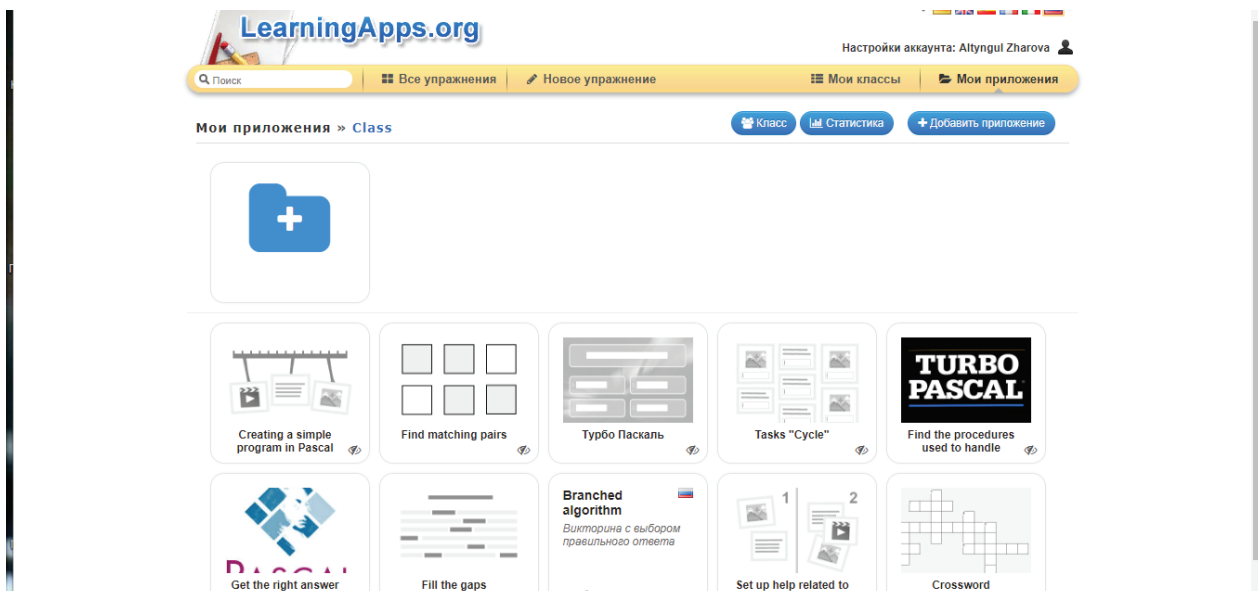 LearningApps.org
Настройки аккаунта: Altyngul Zharova
Поиск
Все упражнения
Новое упражнение
Мои классы
Мои приложения
Мои приложения » Class
Класс
Статистика
Добавить приложение
Creating a simple
program in Pascal
Find matching pairs
Турбо Паскаль
Tasks "Cycle"
TURBO
PASCAL
Find the procedures
used to handle
PASCAL
Get the right answer
Fill the gaps
Branched
algorithm
Викторина с выбором
правильного ответа
1 2
Set up help related to
Crossword